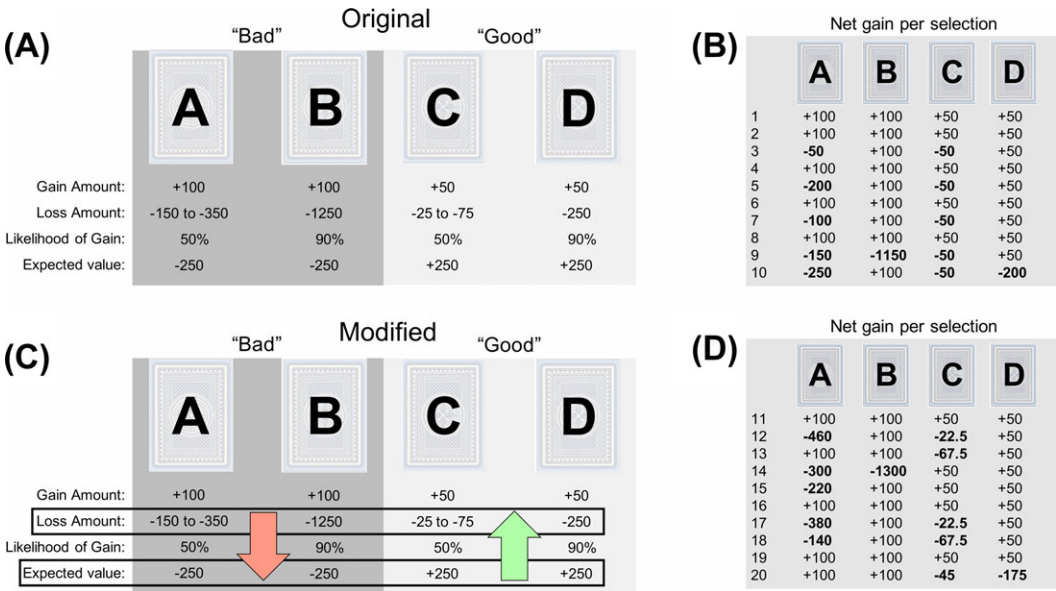 Original
(A)
"Bad" "Good"
A B C D
Gain Amount: +100 +100 +50 +50
Loss Amount: -150 to -350 -1250 -25 to -75 -250
Likelihood of Gain: 50% 90% 50% 90%
Expected value: -250 -250 +250 +250
(B)
Net gain per selection
A B C D
1 +100 +100 +50 +50
2 +100 +100 +50 +50
3 -50 +100 -50 +50
4 +100 +100 +50 +50
5 -200 +100 -50 +50
6 +100 +100 +50 +50
7 -100 +100 -50 +50
8 +100 +100 +50 +50
9 -150 -1150 -50 +50
10 -250 +100 -50 -200
Modified
(C)
"Bad" "Good"
A B C D
Gain Amount: +100 +100 +50 +50
Loss Amount: -150 to -350 -1250 -25 to -75 -250
Likelihood of Gain: 50% 90% 50% 90%
Expected value: -250 -250 +250 +250
(D)
Net gain per selection
A B C D
11 +100 +100 +50 +50
12 -460 +100 -22.5 +50
13 +100 +100 -67.5 +50
14 -300 -1300 +50 +50
15 -220 +100 +50 +50
16 +100 +100 +50 +50
17 -380 +100 -22.5 +50
18 -140 +100 -67.5 +50
19 +100 +100 +50 +50
20 +100 +100 -45 -175